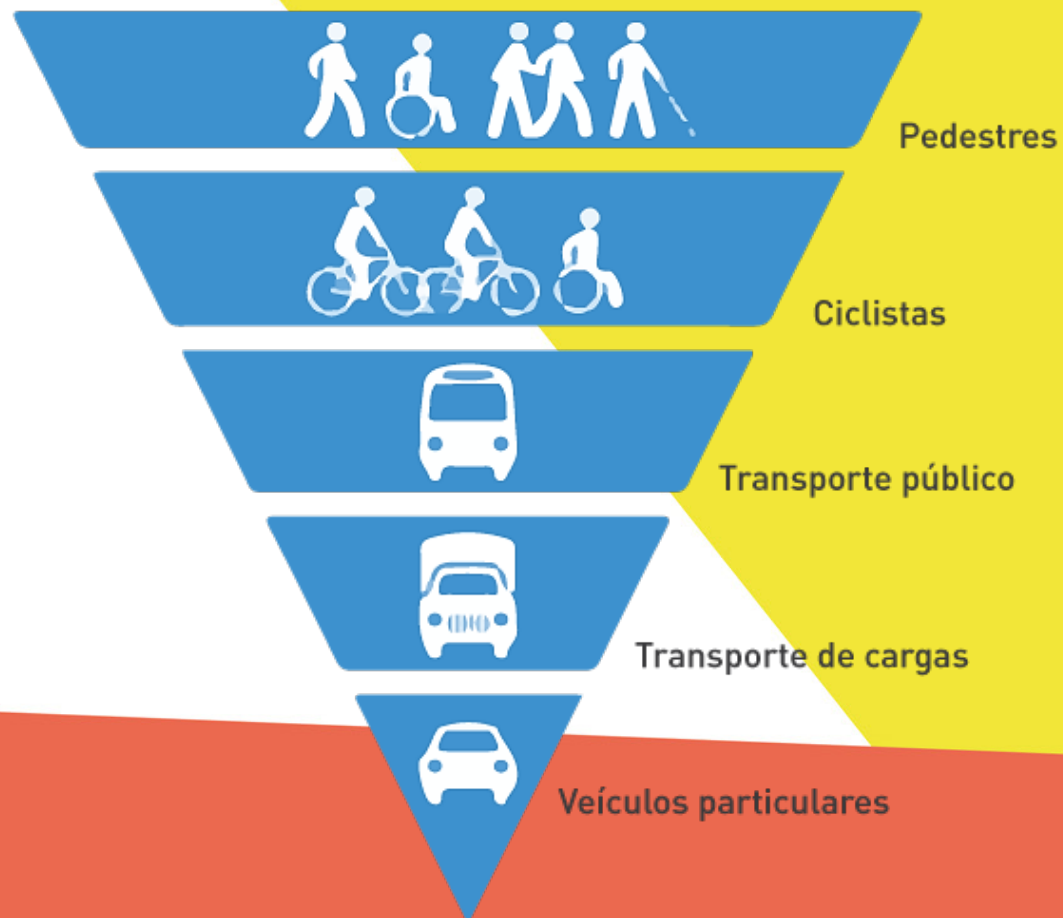 Pedestres
Ciclistas
Transporte público
Transporte de cargas
Veículos particulares